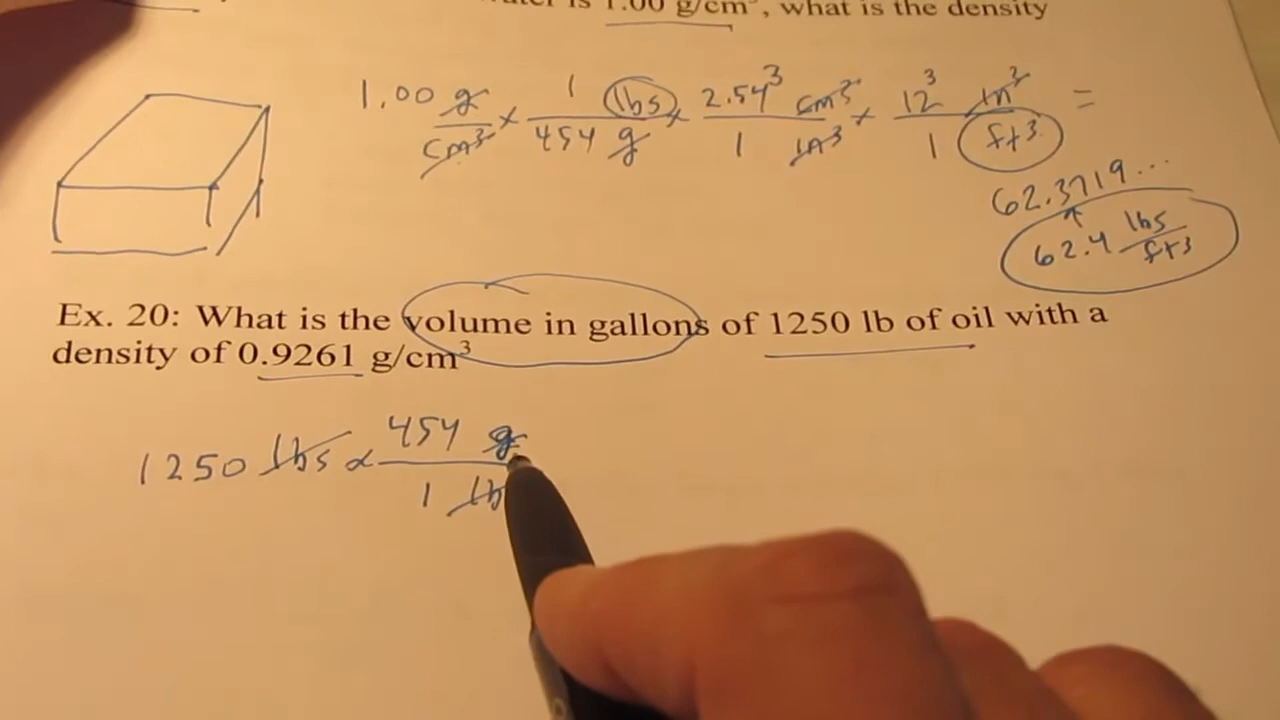 is 1.00 g/cm³, what is the density
1.00 g/cm³ × 1 lbs/454 g × 2.54³ cm³/1 in³ × 12³ in³/1 ft³ =
62.3719...
62.4 lbs/ft³
Ex. 20: What is the volume in gallons of 1250 lb of oil with a
density of 0.9261 g/cm³
1250 lbs × 454 g/1 lb